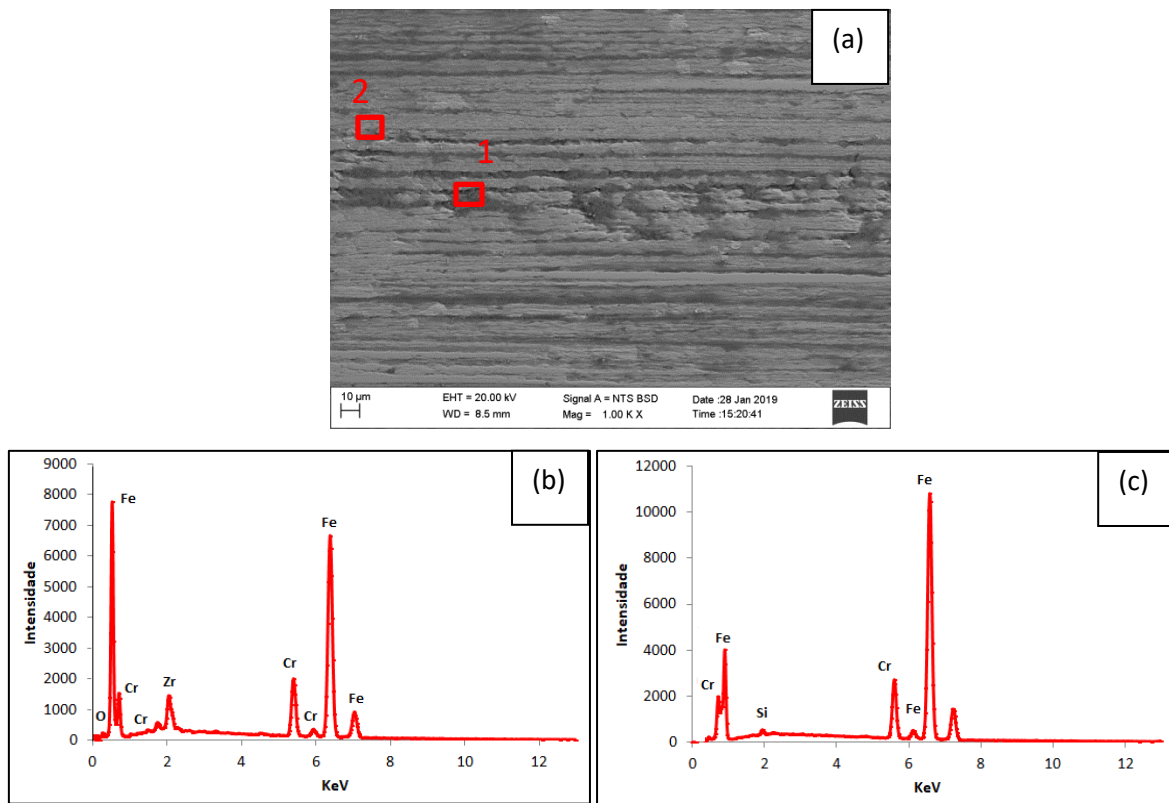 (a)
2
1
10 µm
EHT = 20.00 kV Signal A = NTS BSD Date :28 Jan 2019
WD = 8.5 mm Mag = 1.00 K X Time :15:20:41
ZEISS
(b)
9000
8000
7000
6000
5000
4000
3000
2000
1000
0
Intensidade
O
Fe
Cr
Cr
Zr
Cr
Cr
Fe
Fe
0 2 4 6 8 10 12
KeV
(c)
12000
10000
8000
6000
4000
2000
0
Intensidade
Cr
Fe
Si
Cr
Fe
Fe
0 2 4 6 8 10 12
KeV